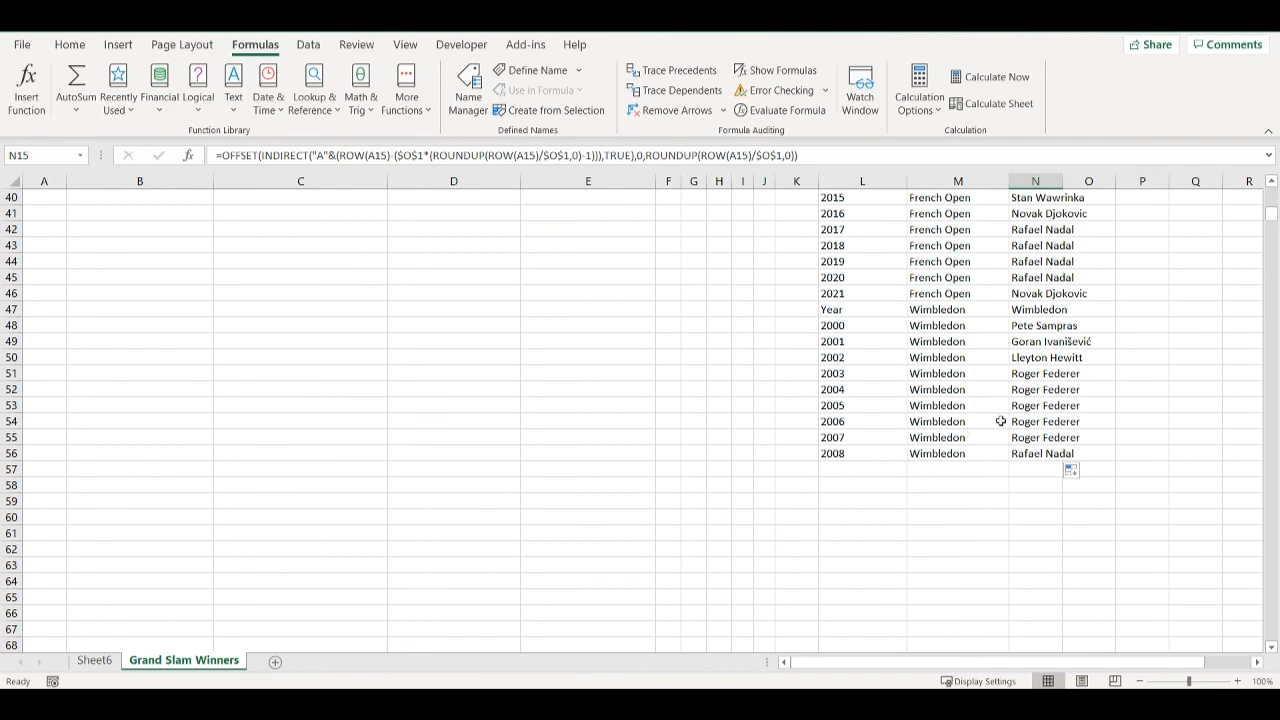 File Home Insert Page Layout Formulas Data Review View Developer Add-ins Help Share Comments
fx Insert Function
AutoSum Recently Used Financial Logical Text Date & Time Lookup & Reference Math & Trig More Functions
Function Library
Name Manager Define Name Use in Formula Create from Selection
Defined Names
Trace Precedents Trace Dependents Remove Arrows Show Formulas Error Checking Evaluate Formula
Formula Auditing
Watch Window
Calculation Options Calculate Now Calculate Sheet
Calculation
N15 fx =OFFSET(INDIRECT("A"&(ROW(A15)-($O$1*(ROUNDUP(ROW(A15)/$O$1,0)-1))),TRUE),0,ROUNDUP(ROW(A15)/$O$1,0))
A B C D E F G H I J K L M N O P Q R
40 2015 French Open Stan Wawrinka
41 2016 French Open Novak Djokovic
42 2017 French Open Rafael Nadal
43 2018 French Open Rafael Nadal
44 2019 French Open Rafael Nadal
45 2020 French Open Rafael Nadal
46 2021 French Open Novak Djokovic
47 Year Wimbledon Wimbledon
48 2000 Wimbledon Pete Sampras
49 2001 Wimbledon Goran Ivanišević
50 2002 Wimbledon Lleyton Hewitt
51 2003 Wimbledon Roger Federer
52 2004 Wimbledon Roger Federer
53 2005 Wimbledon Roger Federer
54 2006 Wimbledon Roger Federer
55 2007 Wimbledon Roger Federer
56 2008 Wimbledon Rafael Nadal
57
58
59
60
61
62
63
64
65
66
67
68
Sheet6 Grand Slam Winners
Ready Display Settings 100%